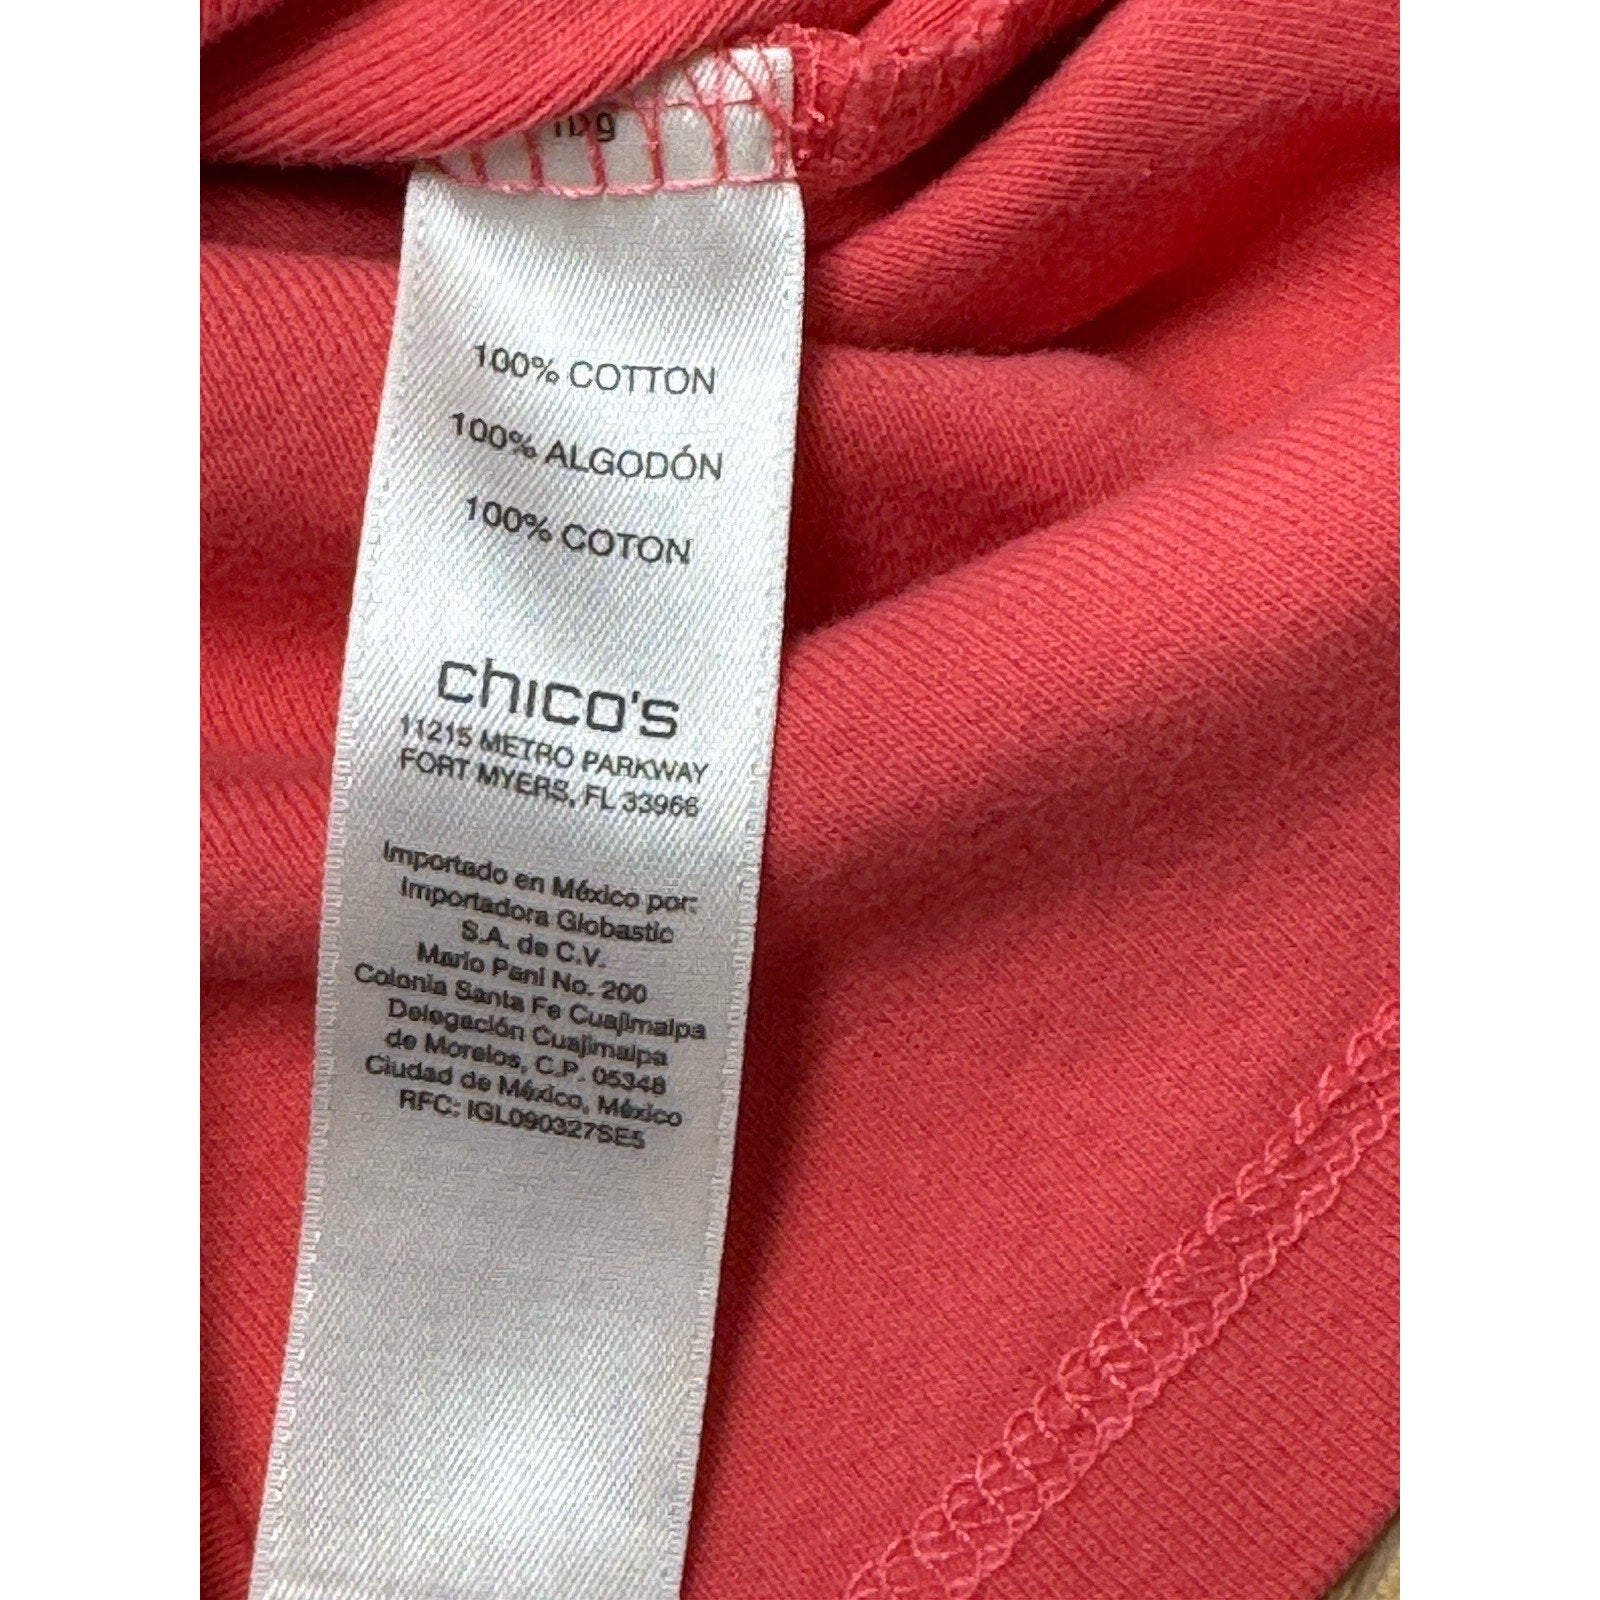 100% COTTON
100% ALGODÓN
100% COTON
chico's
11215 METRO PARKWAY
FORT MYERS, FL 33966
Importado en México por:
Importadora Globastic
S.A. de C.V.
Mario Pani No. 200
Colonia Santa Fe Cuajimalpa
Delegación Cuajimalpa
de Morelos, C.P. 05348
Ciudad de México, México
RFC: IGL090327SE5